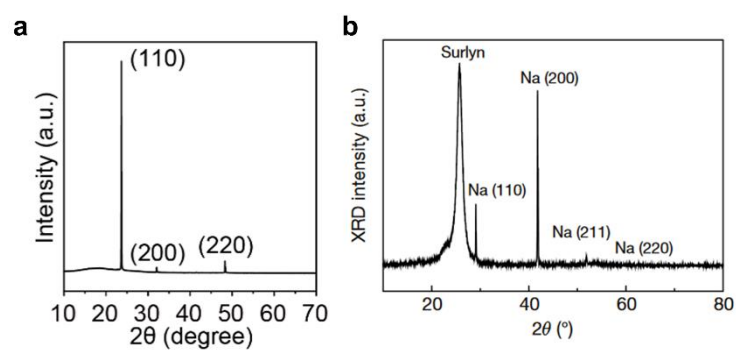 a
(110)
(200)
(220)
Intensity (a.u.)
10 20 30 40 50 60 70
2θ (degree)
b
Surlyn
Na (200)
Na (110)
Na (211)
Na (220)
XRD intensity (a.u.)
20 40 60 80
2θ (°)